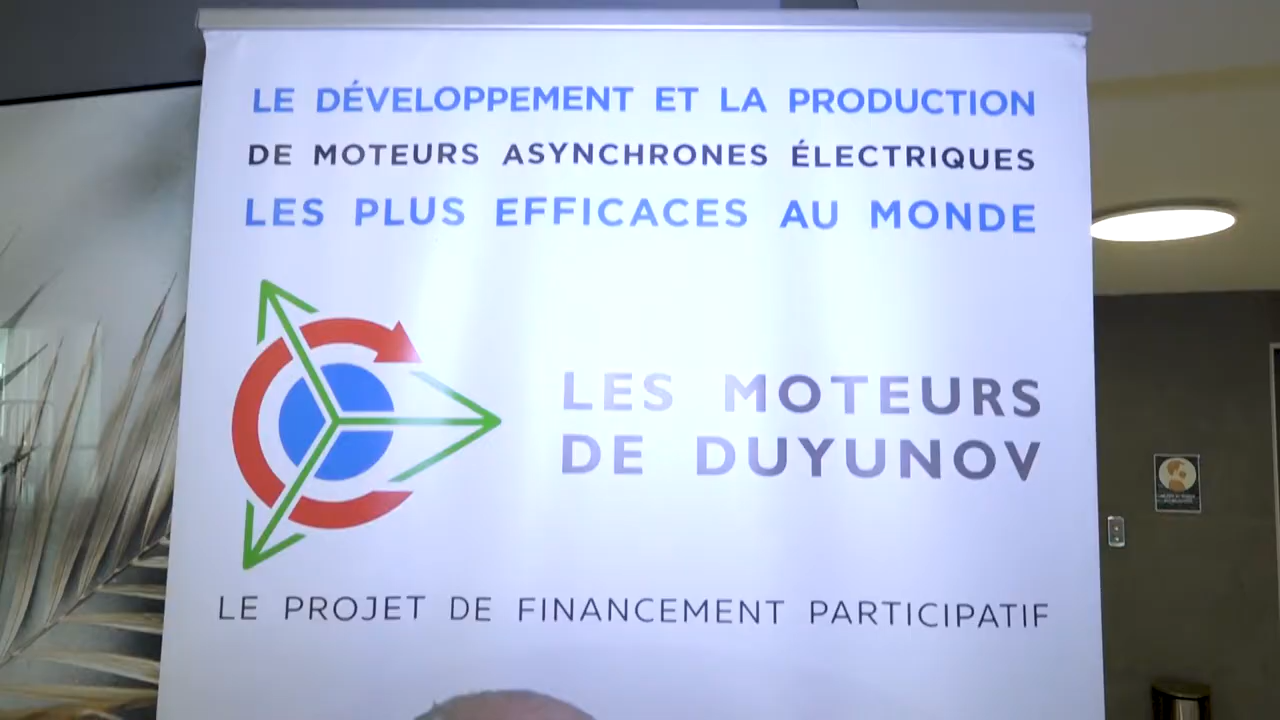 LE DÉVELOPPEMENT ET LA PRODUCTION
DE MOTEURS ASYNCHRONES ÉLECTRIQUES
LES PLUS EFFICACES AU MONDE
LES MOTEURS
DE DUYUNOV
LE PROJET DE FINANCEMENT PARTICIPATIF